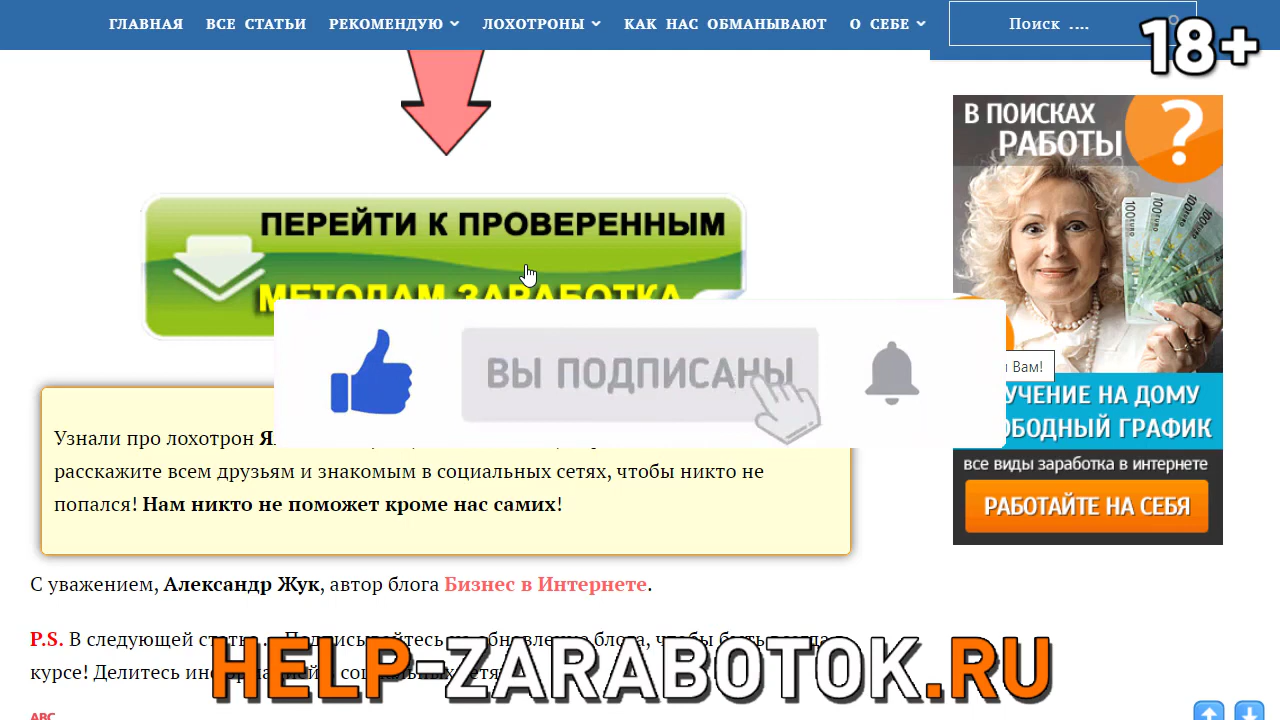 ГЛАВНАЯ ВСЕ СТАТЬИ РЕКОМЕНДУЮ ЛОХОТРОНЫ КАК НАС ОБМАНЫВАЮТ О СЕБЕ Поиск ....
18+
В ПОИСКАХ
РАБОТЫ
?
ПЕРЕЙТИ К ПРОВЕРЕННЫМ
МЕТОДАМ ЗАРАБОТКА
ВЫ ПОДПИСАНЫ
Вам!
НА ДОМУ
ГРАФИК
все виды заработка в интернете
РАБОТАЙТЕ НА СЕБЯ
Узнали про лохотрон
расскажите всем друзьям и знакомым в социальных сетях, чтобы никто не
попался! Нам никто не поможет кроме нас самих!
С уважением, Александр Жук, автор блога Бизнес в Интернете.
P.S. В следующей
курсе! Делитесь
HELP-ZARABOTOK.RU
ABC